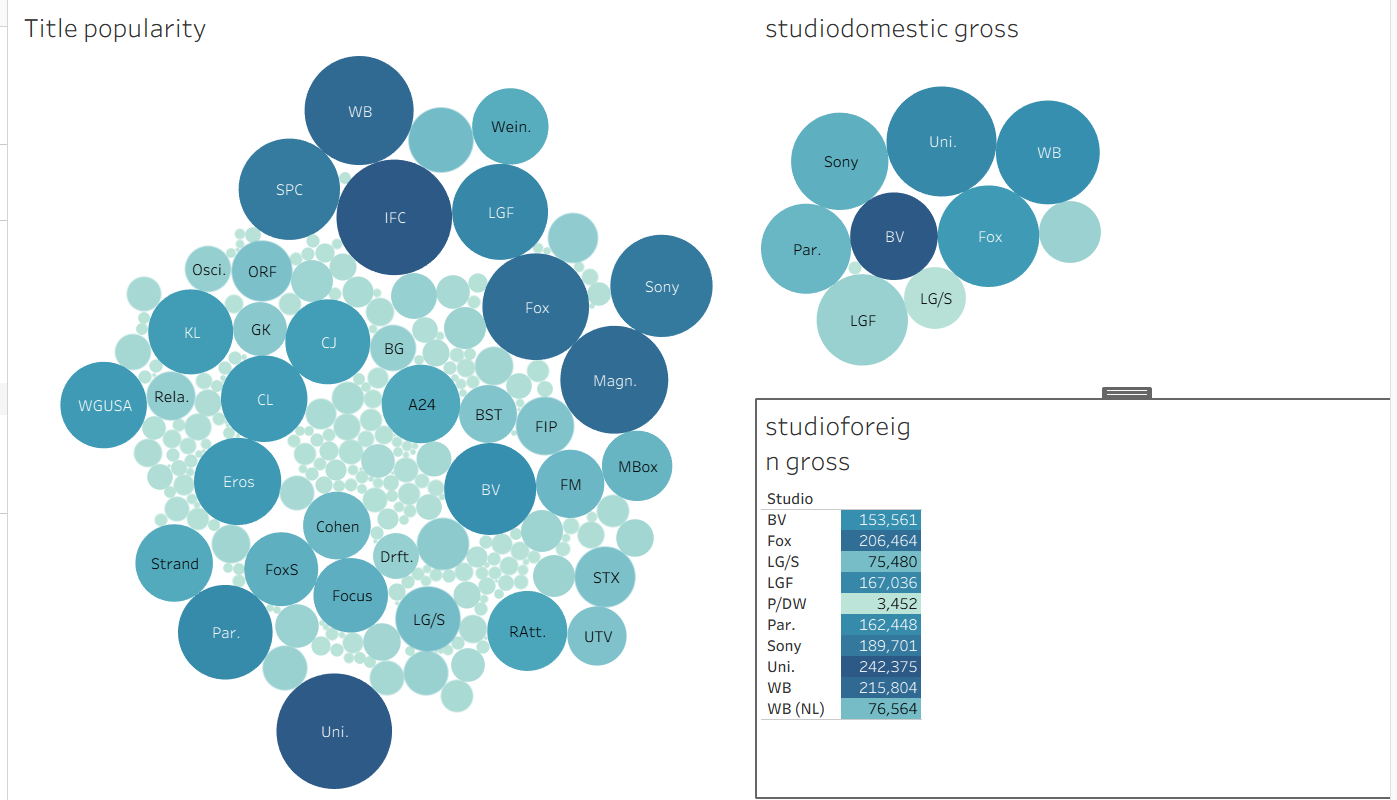 Title popularity
WB
Wein.
SPC
IFC
LGF
Osci.
ORF
Sony
Fox
KL
GK
CJ
BG
Magn.
WGUSA
Rela.
CL
A24
BST
FIP
MBox
Eros
BV
FM
Cohen
Strand
FoxS
Drft.
STX
Focus
Par.
LG/S
RAtt.
UTV
Uni.
studiodomestic gross
Uni.
Sony
WB
Par.
BV
Fox
LG/S
LGF
studioforeig
n gross
Studio
BV 153,561
Fox 206,464
LG/S 75,480
LGF 167,036
P/DW 3,452
Par. 162,448
Sony 189,701
Uni. 242,375
WB 215,804
WB (NL) 76,564